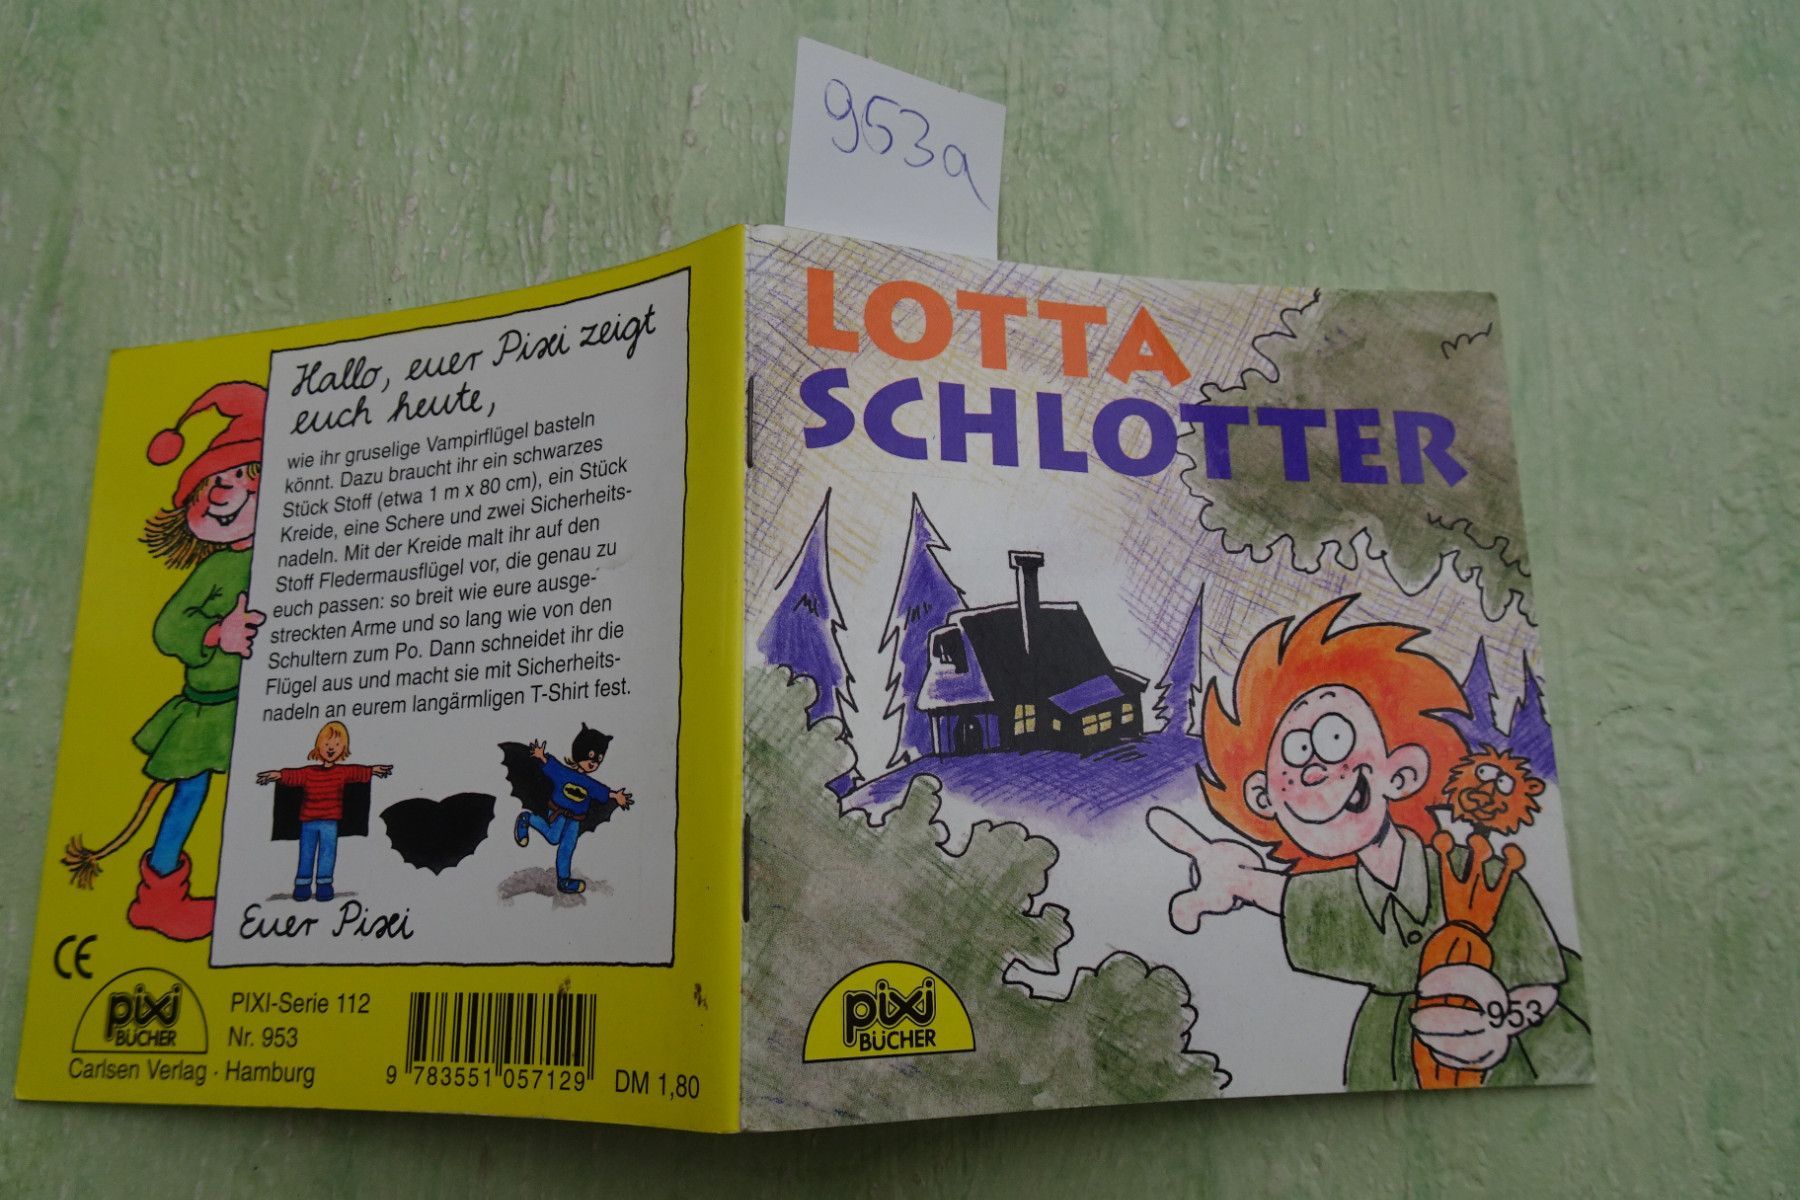 953a
Hallo, euer Pixi zeigt
euch heute,
wie ihr gruselige Vampirflügel basteln
könnt. Dazu braucht ihr ein schwarzes
Stück Stoff (etwa 1 m x 80 cm), ein Stück
Kreide, eine Schere und zwei Sicherheits-
nadeln. Mit der Kreide malt ihr auf den
Stoff Fledermausflügel vor, die genau zu
euch passen: so breit wie eure ausge-
streckten Arme und so lang wie von den
Schultern zum Po. Dann schneidet ihr die
Flügel aus und macht sie mit Sicherheits-
nadeln an eurem langärmligen T-Shirt fest.
Euer Pixi
CE
pixi
BÜCHER
PIXI-Serie 112
Nr. 953
Carlsen Verlag · Hamburg
9 783551 057129
DM 1,80
LOTTA
SCHLOTTER
pixi
BÜCHER
953